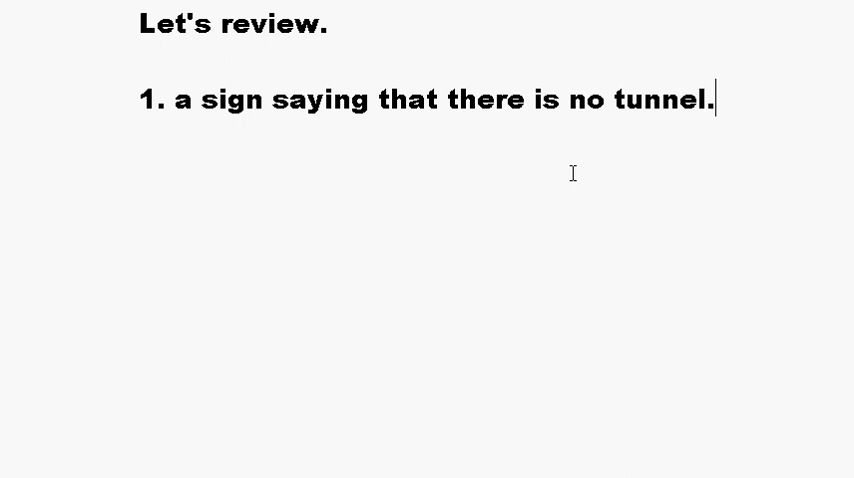 Let's review.
1. a sign saying that there is no tunnel.